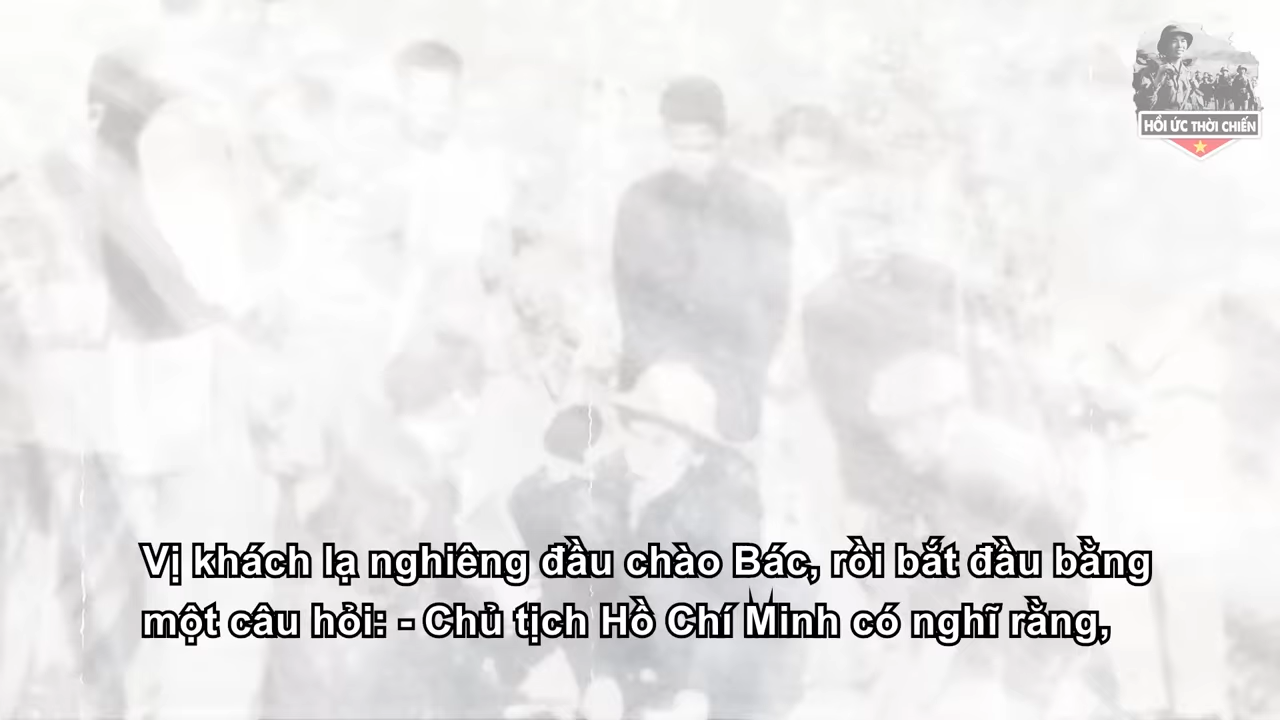 HỒI ỨC THỜI CHIẾN
Vị khách lạ nghiêng đầu chào Bác, rồi bắt đầu bằng
một câu hỏi: - Chủ tịch Hồ Chí Minh có nghĩ rằng,